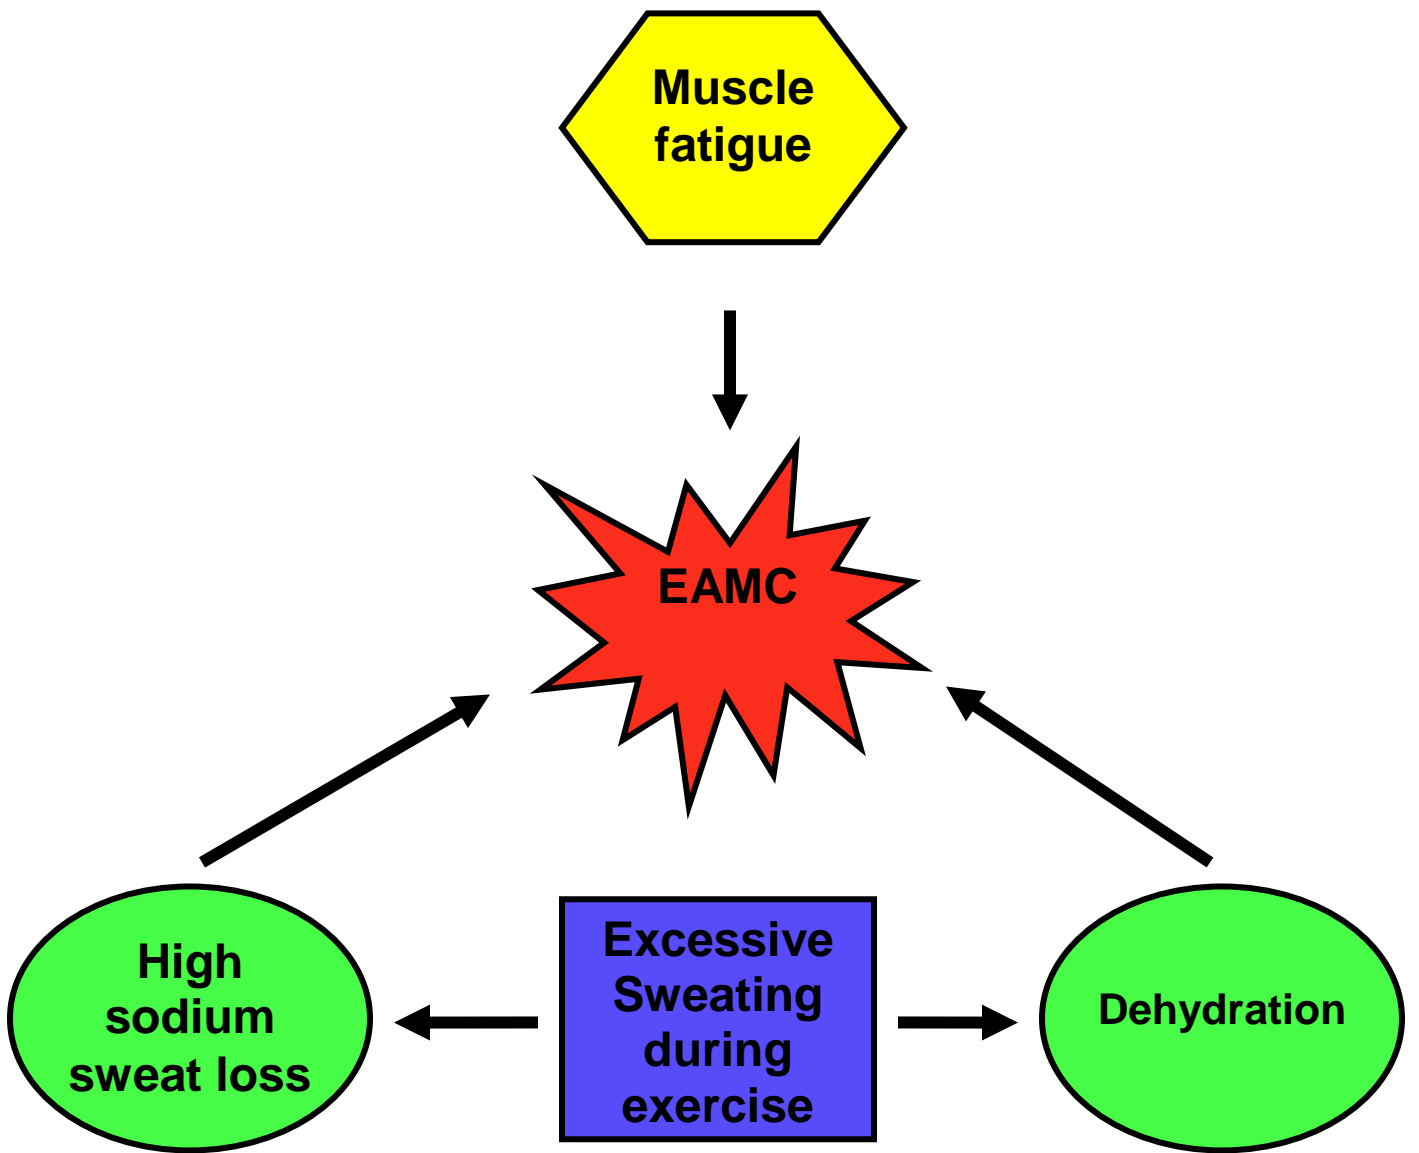 Muscle
fatigue
EAMC
High
sodium
sweat loss
Excessive
Sweating
during
exercise
Dehydration